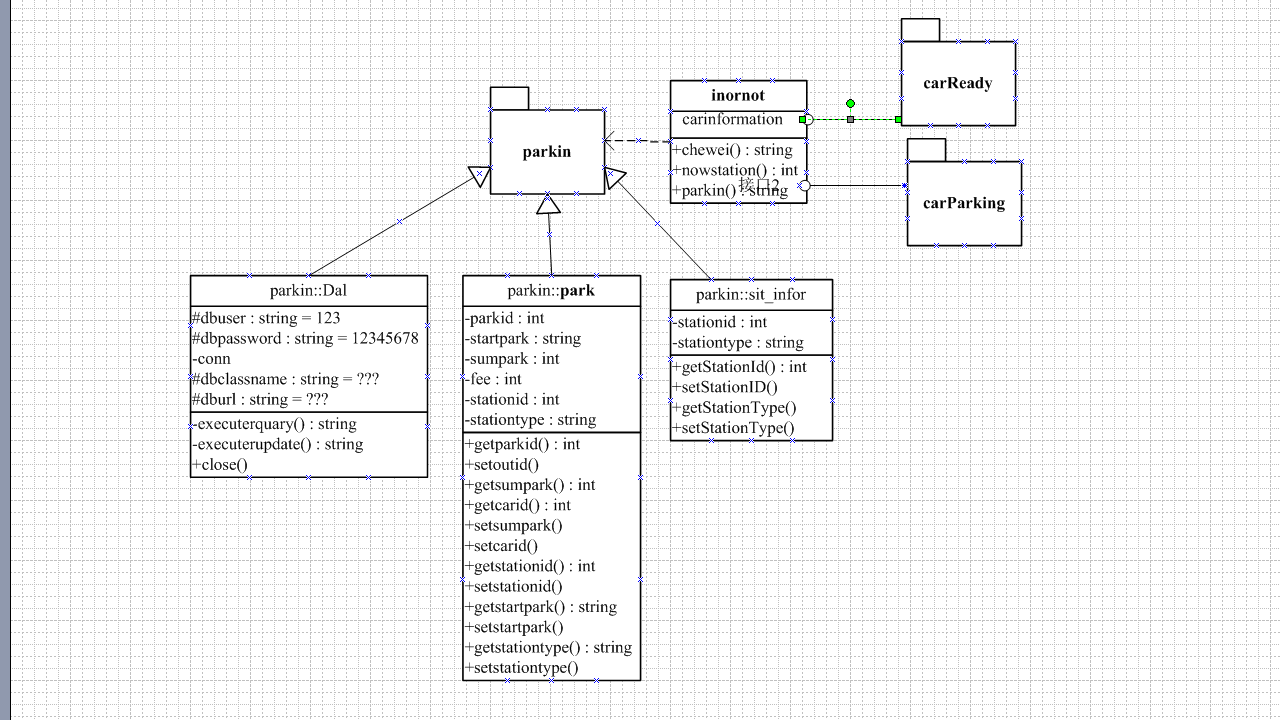 carReady
inornot
carinformation
parkin
+chewei() : string
+nowstation() : int
接口2
+parkin() : string
carParking
parkin::Dal
#dbuser : string = 123
#dbpassword : string = 12345678
-conn
#dbclassname : string = ???
#dburl : string = ???
-executerquary() : string
-executerupdate() : string
+close()
parkin::park
-parkid : int
-startpark : string
-sumpark : int
-fee : int
-stationid : int
-stationtype : string
+getparkid() : int
+setoutid()
+getsumpark() : int
+getcarid() : int
+setsumpark()
+setcarid()
+getstationid() : int
+setstationid()
+getstartpark() : string
+setstartpark()
+getstationtype() : string
+setstationtype()
parkin::sit_infor
-stationid : int
-stationtype : string
+getStationId() : int
+setStationID()
+getStationType()
+setStationType()